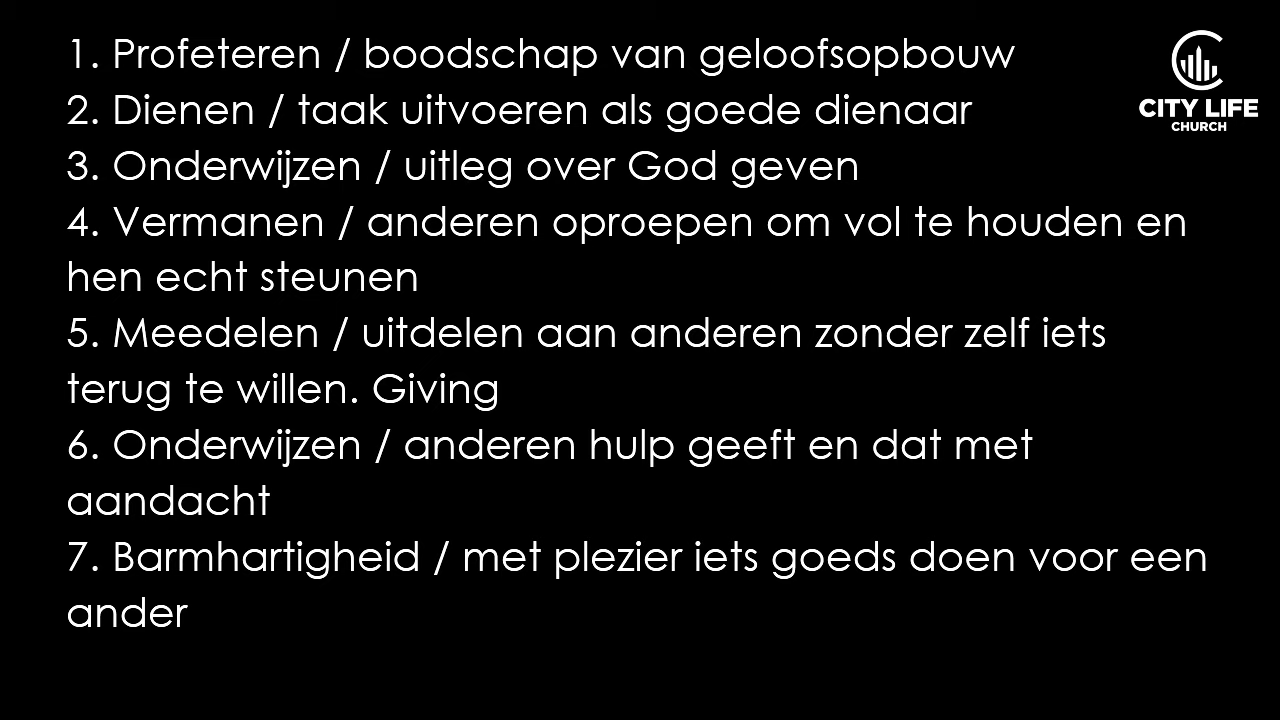 1. Profeteren / boodschap van geloofsopbouw
2. Dienen / taak uitvoeren als goede dienaar
3. Onderwijzen / uitleg over God geven
4. Vermanen / anderen oproepen om vol te houden en
hen echt steunen
5. Meedelen / uitdelen aan anderen zonder zelf iets
terug te willen. Giving
6. Onderwijzen / anderen hulp geeft en dat met
aandacht
7. Barmhartigheid / met plezier iets goeds doen voor een
ander
CITY LIFE
CHURCH